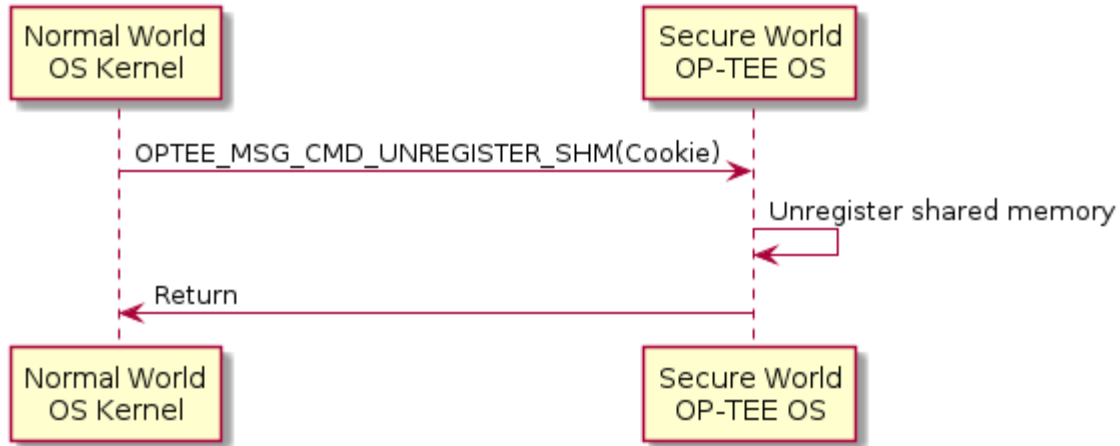 Normal World
OS Kernel
Secure World
OP-TEE OS
OPTEE_MSG_CMD_UNREGISTER_SHM(Cookie)
Unregister shared memory
Return
Normal World
OS Kernel
Secure World
OP-TEE OS